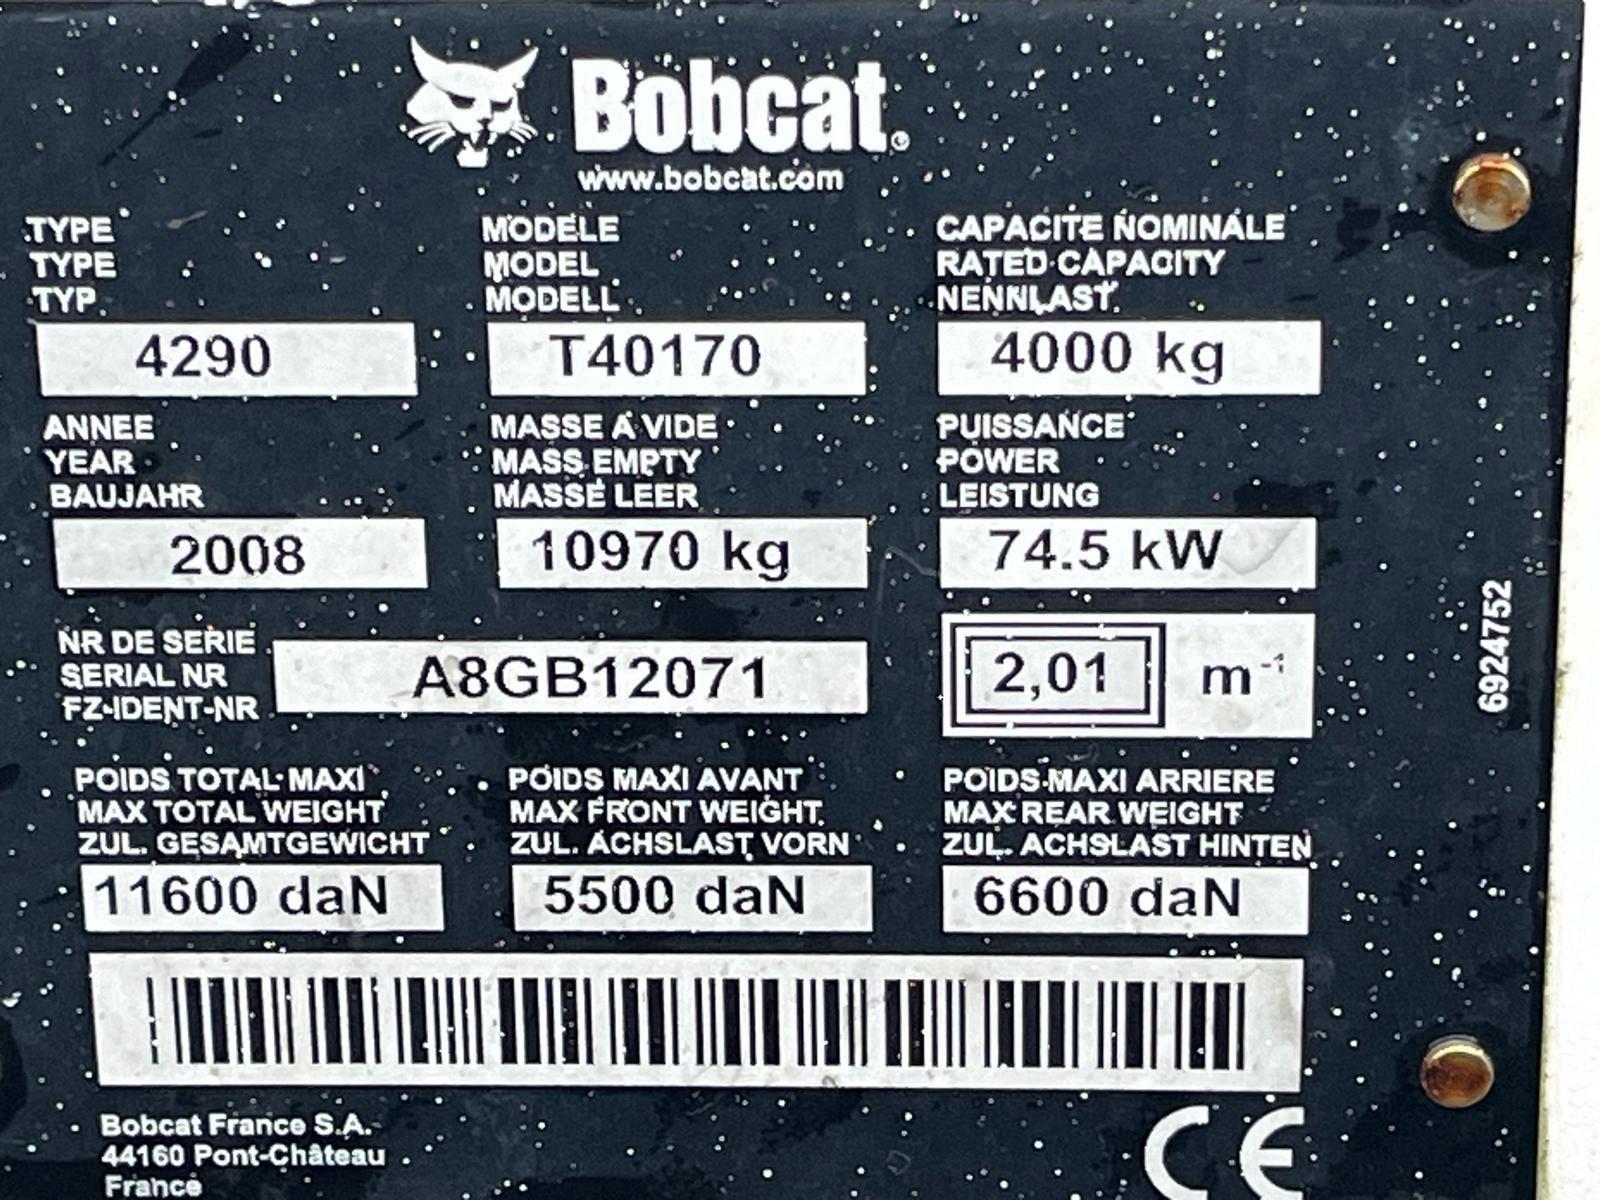 Bobcat®
www.bobcat.com
TYPE
TYPE
TYP
4290
MODELE
MODEL
MODELL
T40170
CAPACITE NOMINALE
RATED CAPACITY
NENNLAST
4000 kg
ANNEE
YEAR
BAUJAHR
2008
MASSE A VIDE
MASS EMPTY
MASSE LEER
10970 kg
PUISSANCE
POWER
LEISTUNG
74.5 kW
NR DE SERIE
SERIAL NR
FZ-IDENT-NR
A8GB12071
2,01 m⁻¹
6924752
POIDS TOTAL MAXI
MAX TOTAL WEIGHT
ZUL. GESAMTGEWICHT
11600 daN
POIDS MAXI AVANT
MAX FRONT WEIGHT
ZUL. ACHSLAST VORN
5500 daN
POIDS MAXI ARRIERE
MAX REAR WEIGHT
ZUL. ACHSLAST HINTEN
6600 daN
Bobcat France S.A.
44160 Pont-Château
France
CE